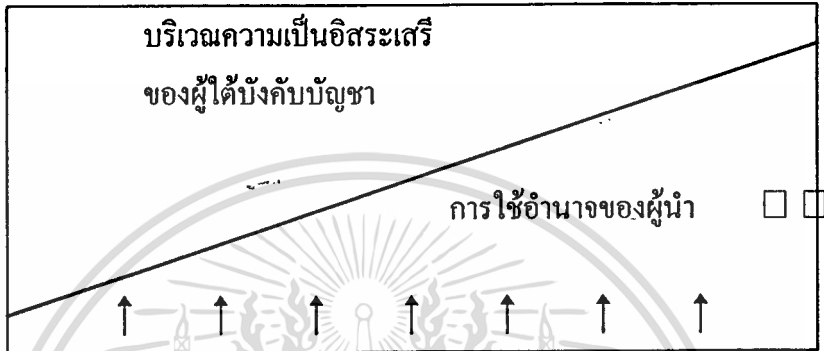 บริเวณความเป็นอิสระเสรี
ของผู้ใต้บังคับบัญชา
การใช้อำนาจของผู้นำ